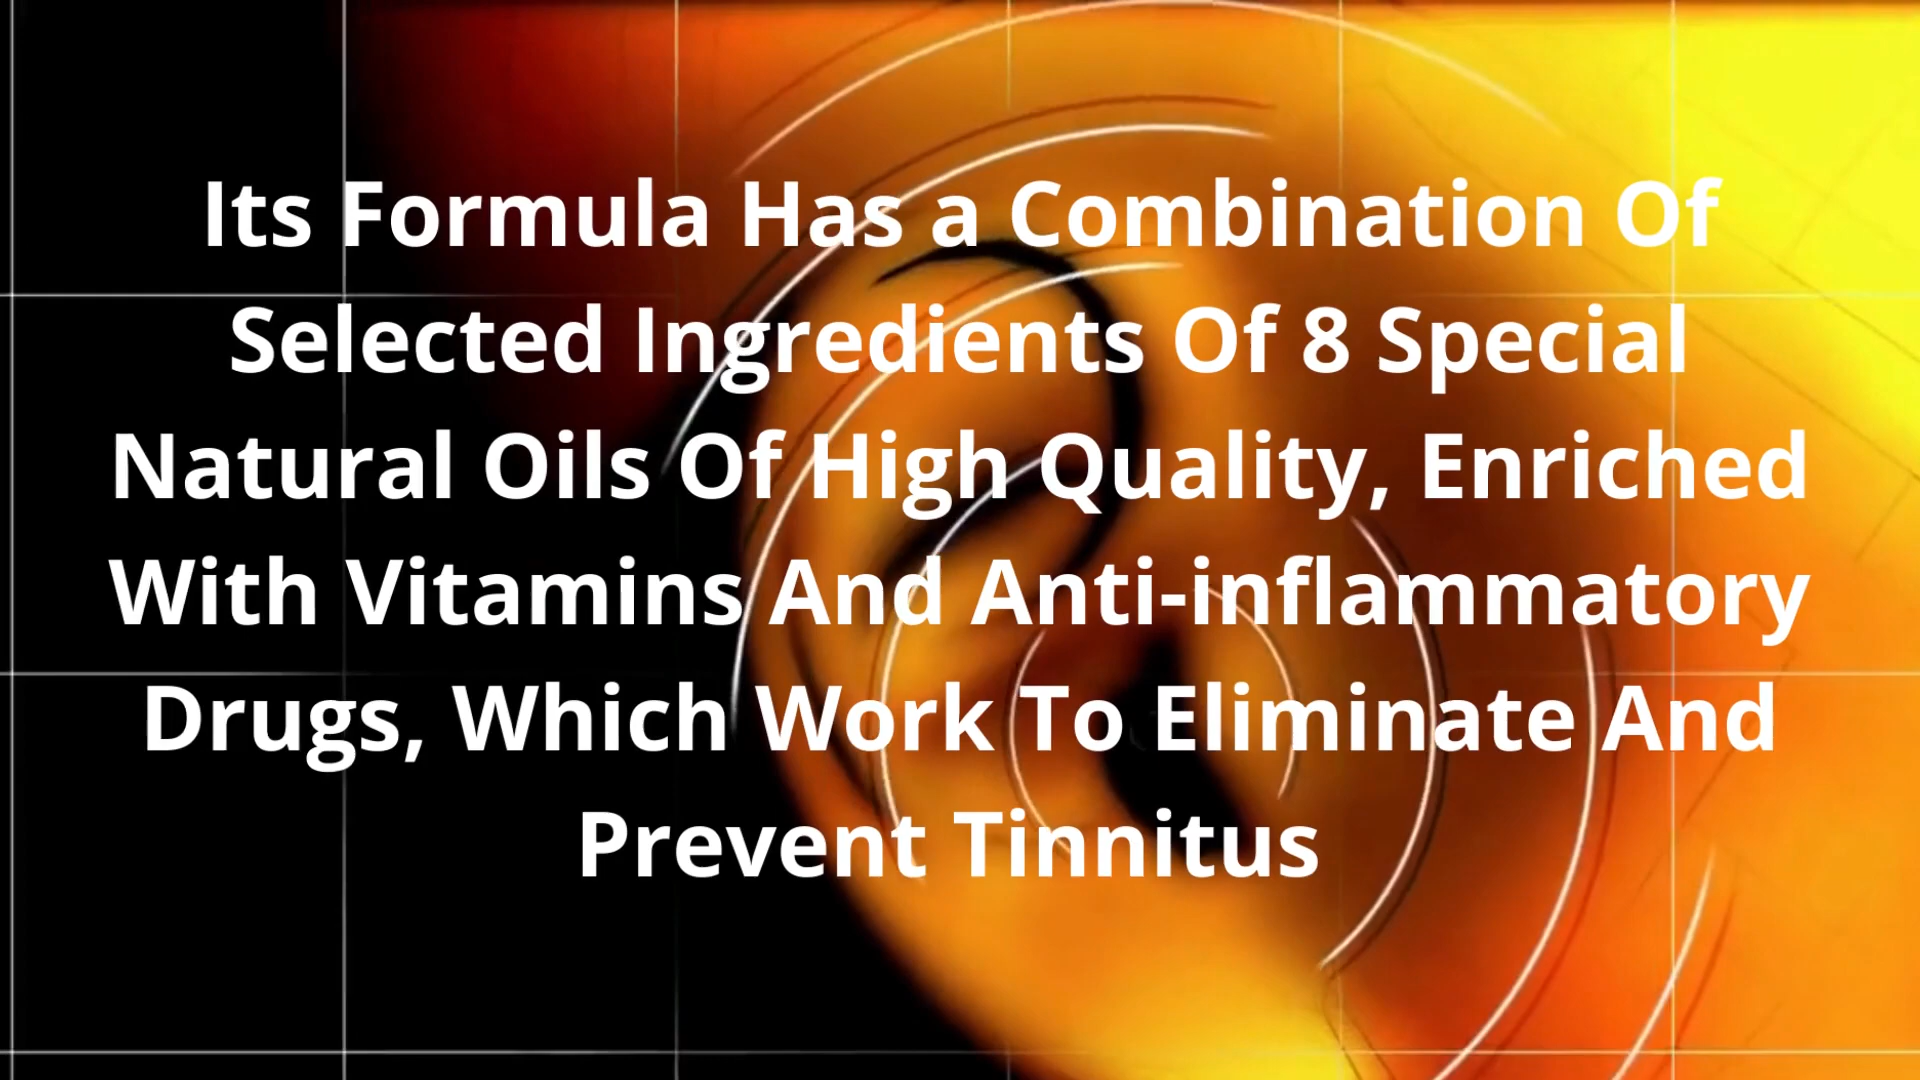 Its Formula Has a Combination Of
Selected Ingredients Of 8 Special
Natural Oils Of High Quality, Enriched
With Vitamins And Anti-inflammatory
Drugs, Which Work To Eliminate And
Prevent Tinnitus